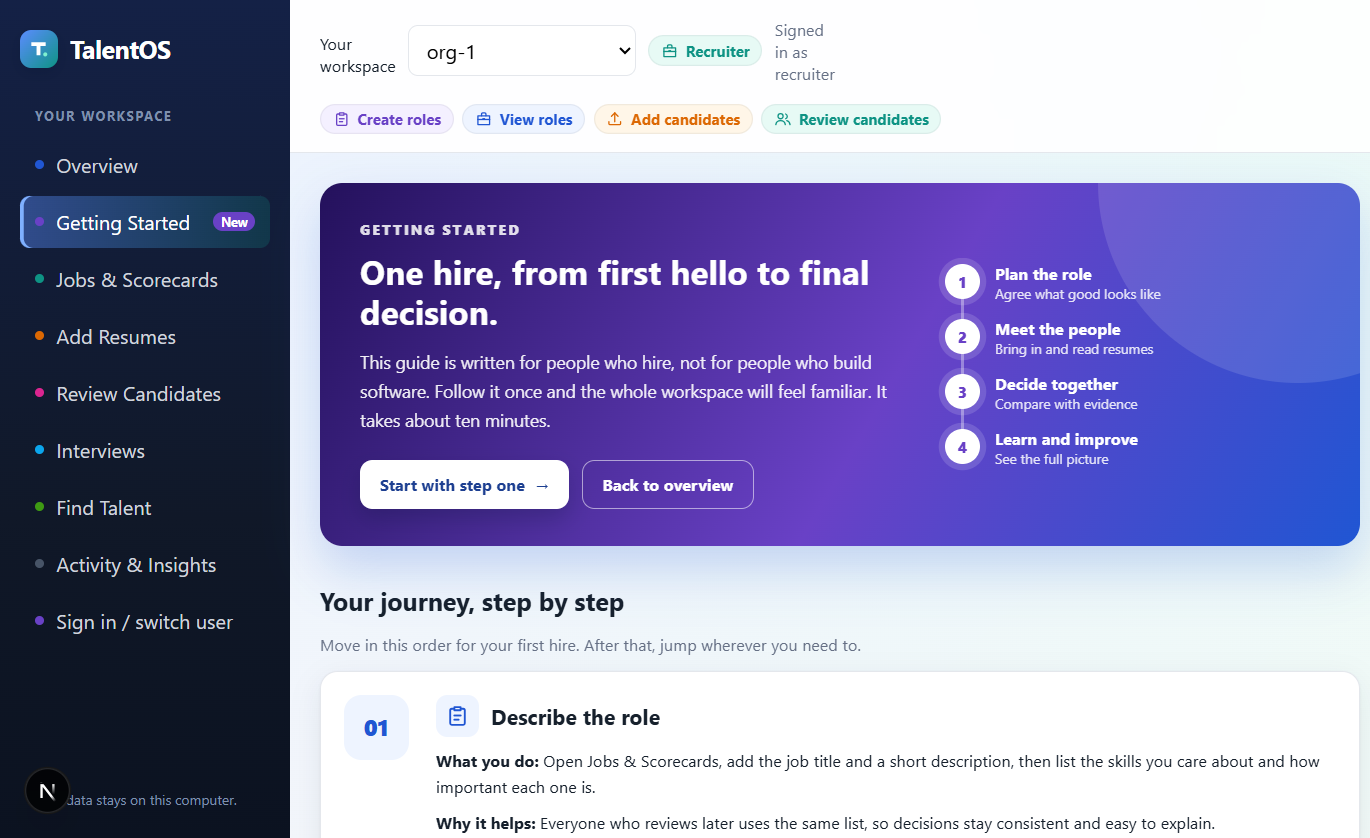 T.
TalentOS
YOUR WORKSPACE
Overview
Getting Started
New
Jobs & Scorecards
Add Resumes
Review Candidates
Interviews
Find Talent
Activity & Insights
Sign in / switch user
N
data stays on this computer.
Your
workspace
org-1
Recruiter
Signed
in as
recruiter
Create roles
View roles
Add candidates
Review candidates
GETTING STARTED
One hire, from first hello to final
decision.
This guide is written for people who hire, not for people who build
software. Follow it once and the whole workspace will feel familiar. It
takes about ten minutes.
Start with step one →
Back to overview
1
Plan the role
Agree what good looks like
2
Meet the people
Bring in and read resumes
3
Decide together
Compare with evidence
4
Learn and improve
See the full picture
Your journey, step by step
Move in this order for your first hire. After that, jump wherever you need to.
01
Describe the role
What you do: Open Jobs & Scorecards, add the job title and a short description, then list the skills you care about and how
important each one is.
Why it helps: Everyone who reviews later uses the same list, so decisions stay consistent and easy to explain.